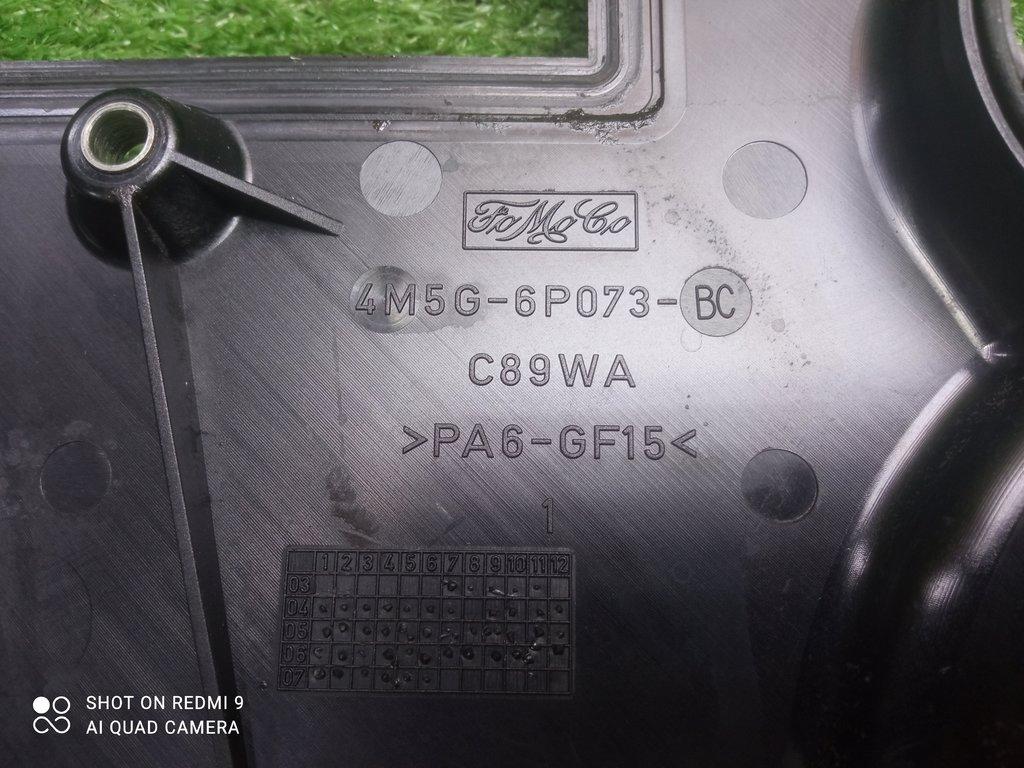 FoMoCo
4M5G-6P073-BC
C89WA
>PA6-GF15<
1
1 2 3 4 5 6 7 8 9 10 11 12
03
04
05
06
07
SHOT ON REDMI 9
AI QUAD CAMERA